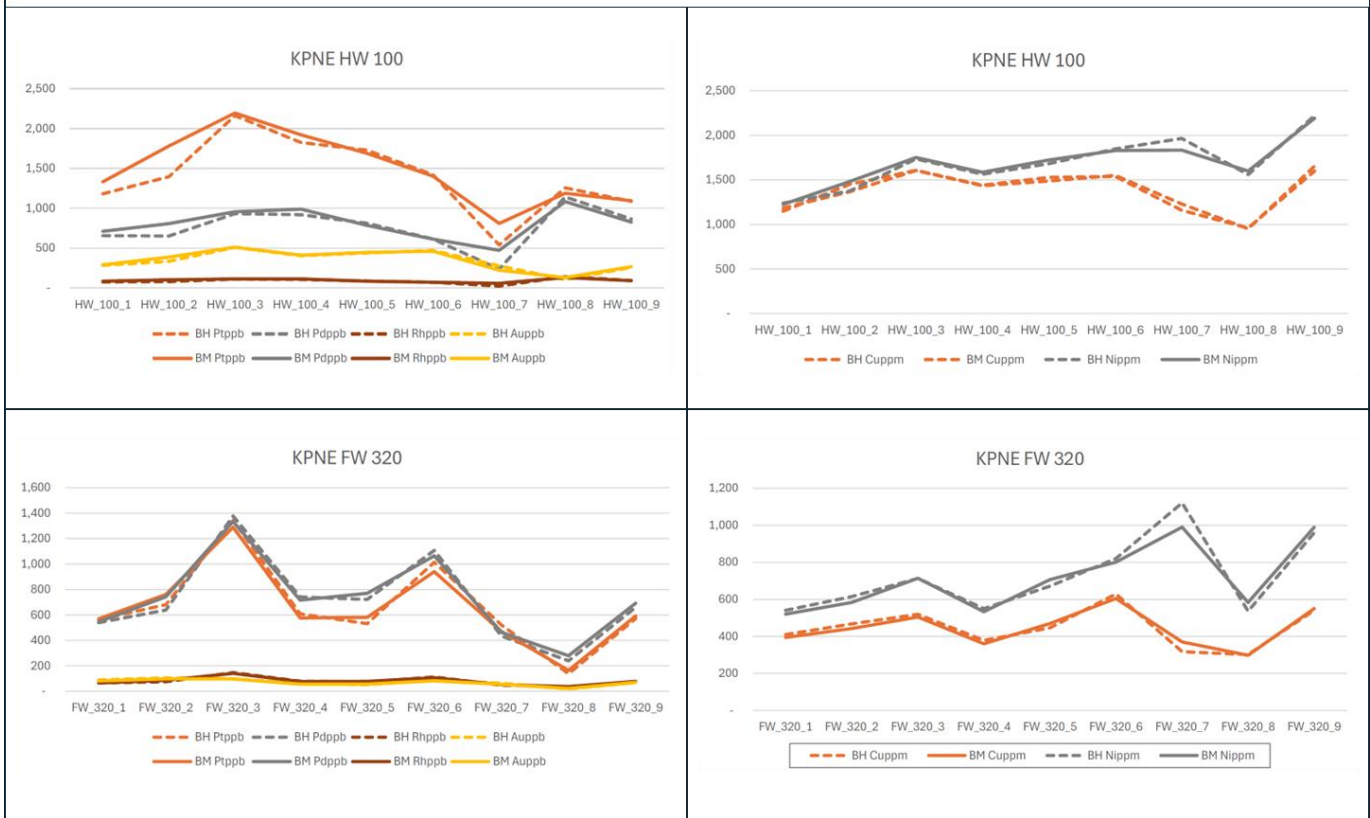 KPNE HW 100
2,500
2,000
1,500
1,000
500
-
HW_100_1 HW_100_2 HW_100_3 HW_100_4 HW_100_5 HW_100_6 HW_100_7 HW_100_8 HW_100_9
BH Ptppb BH Pdppb BH Rhppb BH Auppb
BM Ptppb BM Pdppb BM Rhppb BM Auppb
KPNE HW 100
2,500
2,000
1,500
1,000
500
-
HW_100_1 HW_100_2 HW_100_3 HW_100_4 HW_100_5 HW_100_6 HW_100_7 HW_100_8 HW_100_9
BH Cuppm BM Cuppm BH Nippm BM Nippm
KPNE FW 320
1,600
1,400
1,200
1,000
800
600
400
200
-
FW_320_1 FW_320_2 FW_320_3 FW_320_4 FW_320_5 FW_320_6 FW_320_7 FW_320_8 FW_320_9
BH Ptppb BH Pdppb BH Rhppb BH Auppb
BM Ptppb BM Pdppb BM Rhppb BM Auppb
KPNE FW 320
1,200
1,000
800
600
400
200
-
FW_320_1 FW_320_2 FW_320_3 FW_320_4 FW_320_5 FW_320_6 FW_320_7 FW_320_8 FW_320_9
BH Cuppm BM Cuppm BH Nippm BM Nippm